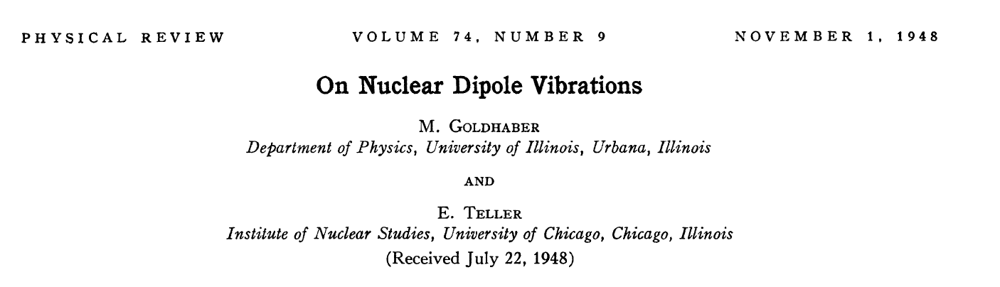 PHYSICAL REVIEW VOLUME 74, NUMBER 9 NOVEMBER 1, 1948
On Nuclear Dipole Vibrations
M. GOLDHABER
Department of Physics, University of Illinois, Urbana, Illinois
AND
E. TELLER
Institute of Nuclear Studies, University of Chicago, Chicago, Illinois
(Received July 22, 1948)